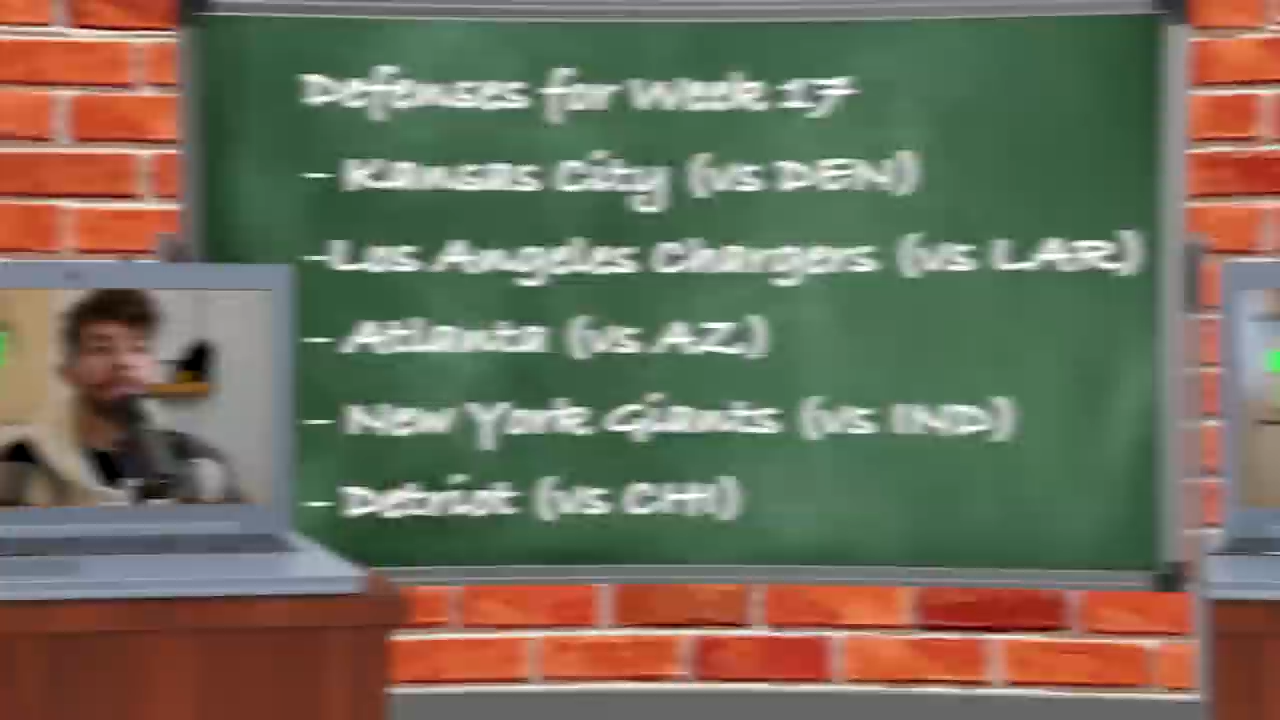 Defenses for Week 17
- Kansas City (vs DEN)
-Los Angeles Chargers (vs LAR)
- Atlanta (vs AZ)
- New York Giants (vs IND)
- Detriot (vs CHI)